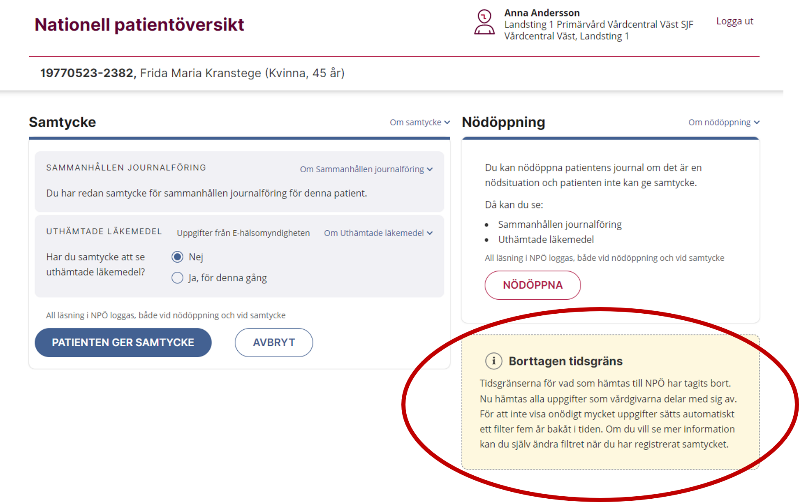 Nationell patientöversikt
Anna Andersson
Landsting 1 Primärvård Vårdcentral Väst SJF
Vårdcentral Väst, Landsting 1
Logga ut
19770523-2382, Frida Maria Kranstege (Kvinna, 45 år)
Samtycke
Om samtycke
SAMMANHÅLLEN JOURNALFÖRING
Om Sammanhållen journalföring
Du har redan samtycke för sammanhållen journalföring för denna patient.
UTHÄMTADE LÄKEMEDEL
Uppgifter från E-hälsomyndigheten
Om Uthämtade läkemedel
Har du samtycke att se
uthämtade läkemedel?
Nej
Ja, för denna gång
All läsning i NPÖ loggas, både vid nödöppning och vid samtycke
PATIENTEN GER SAMTYCKE
AVBRYT
Nödöppning
Om nödöppning
Du kan nödöppna patientens journal om det är en
nödsituation och patienten inte kan ge samtycke.
Då kan du se:
• Sammanhållen journalföring
• Uthämtade läkemedel
All läsning i NPÖ loggas, både vid nödöppning och vid samtycke
NÖDÖPPNA
i Borttagen tidsgräns
Tidsgränserna för vad som hämtas till NPÖ har tagits bort.
Nu hämtas alla uppgifter som vårdgivarna delar med sig av.
För att inte visa onödigt mycket uppgifter sätts automatiskt
ett filter fem år bakåt i tiden. Om du vill se mer information
kan du själv ändra filtret når du har registrerat samtycket.